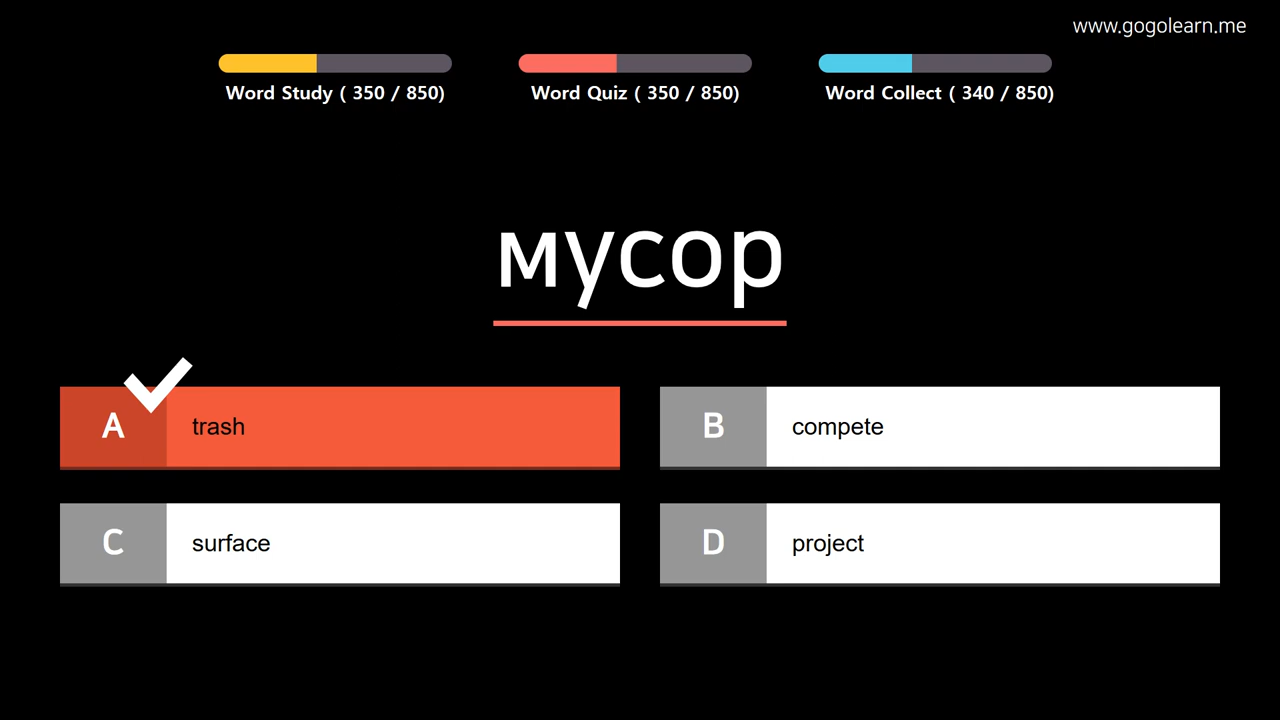 www.gogolearn.me
Word Study ( 350 / 850)
Word Quiz ( 350 / 850)
Word Collect ( 340 / 850)
мусор
A trash
B compete
C surface
D project